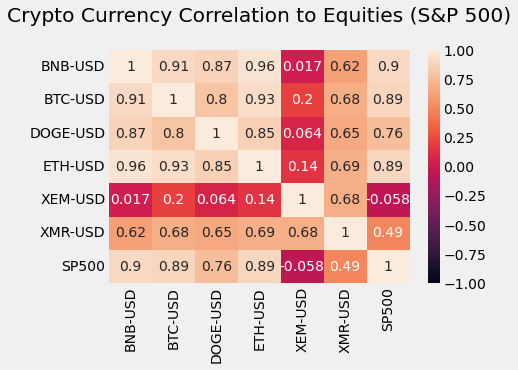 Crypto Currency Correlation to Equities (S&P 500)
BNB-USD 1 0.91 0.87 0.96 0.017 0.62 0.9
BTC-USD 0.91 1 0.8 0.93 0.2 0.68 0.89
DOGE-USD 0.87 0.8 1 0.85 0.064 0.65 0.76
ETH-USD 0.96 0.93 0.85 1 0.14 0.69 0.89
XEM-USD 0.017 0.2 0.064 0.14 1 0.68 -0.058
XMR-USD 0.62 0.68 0.65 0.69 0.68 1 0.49
SP500 0.9 0.89 0.76 0.89 -0.058 0.49 1
BNB-USD
BTC-USD
DOGE-USD
ETH-USD
XEM-USD
XMR-USD
SP500
1.00
0.75
0.50
0.25
0.00
−0.25
−0.50
−0.75
−1.00